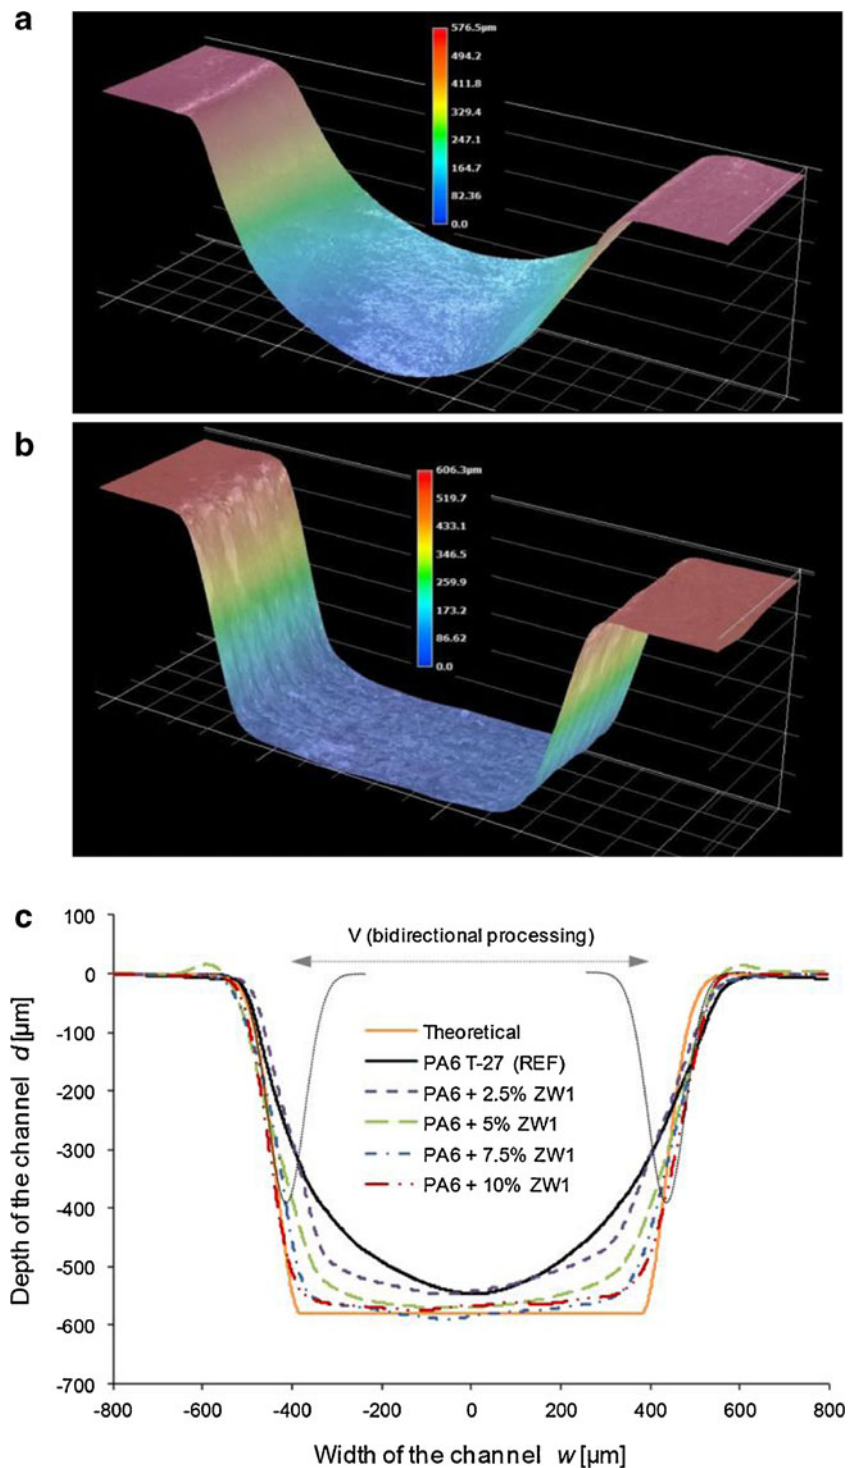 a
576.5µm
494.2
411.8
329.4
247.1
164.7
82.36
0.0
b
606.3µm
519.7
433.1
346.5
259.9
173.2
86.62
0.0
c
100
0
-100
-200
-300
-400
-500
-600
-700
Depth of the channel d [µm]
V (bidirectional processing)
Theoretical
PA6 T-27 (REF)
PA6 + 2.5% ZW1
PA6 + 5% ZW1
PA6 + 7.5% ZW1
PA6 + 10% ZW1
-800 -600 -400 -200 0 200 400 600 800
Width of the channel w [µm]